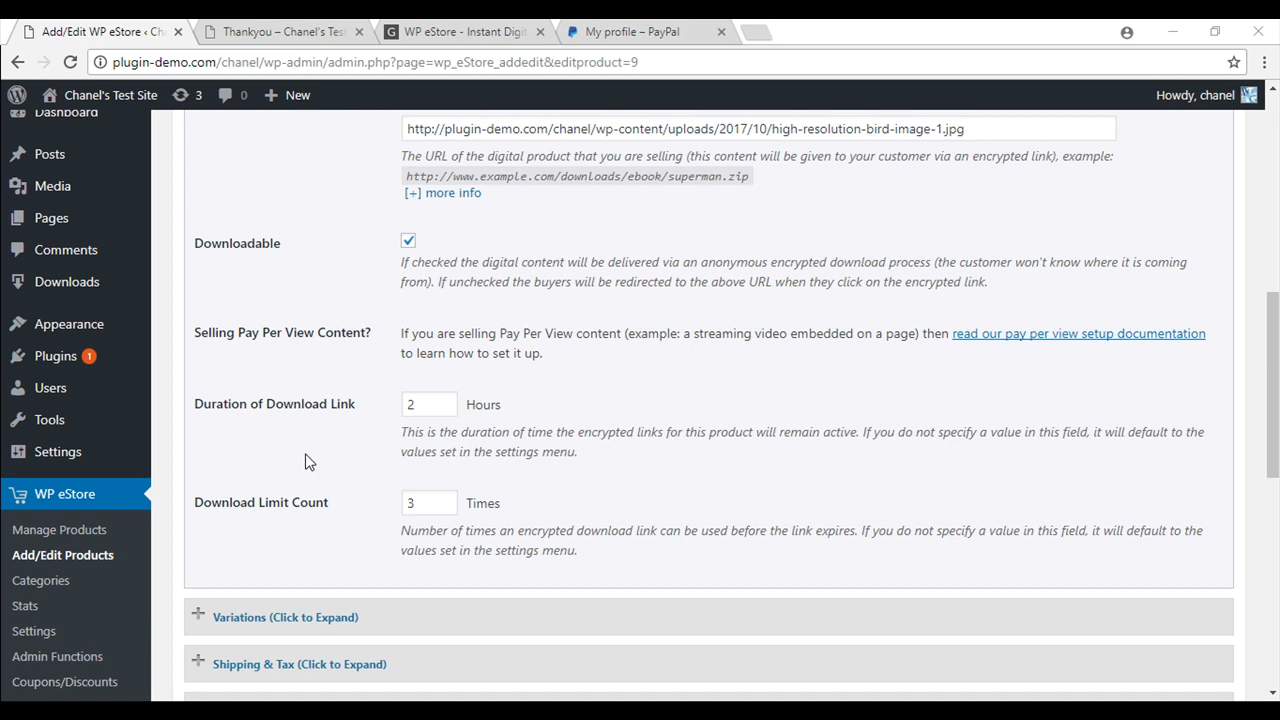 Add/Edit WP eStore ‹ Ch
Thankyou – Chanel's Test
WP eStore - Instant Digit
My profile – PayPal
plugin-demo.com/chanel/wp-admin/admin.php?page=wp_eStore_addedit&editproduct=9
Chanel's Test Site
3
0
New
Howdy, chanel
Dashboard
Posts
Media
Pages
Comments
Downloads
Appearance
Plugins 1
Users
Tools
Settings
WP eStore
Manage Products
Add/Edit Products
Categories
Stats
Settings
Admin Functions
Coupons/Discounts
http://plugin-demo.com/chanel/wp-content/uploads/2017/10/high-resolution-bird-image-1.jpg
The URL of the digital product that you are selling (this content will be given to your customer via an encrypted link), example:
http://www.example.com/downloads/ebook/superman.zip
[+] more info
Downloadable
If checked the digital content will be delivered via an anonymous encrypted download process (the customer won't know where it is coming
from). If unchecked the buyers will be redirected to the above URL when they click on the encrypted link.
Selling Pay Per View Content?
If you are selling Pay Per View content (example: a streaming video embedded on a page) then read our pay per view setup documentation
to learn how to set it up.
Duration of Download Link
2 Hours
This is the duration of time the encrypted links for this product will remain active. If you do not specify a value in this field, it will default to the
values set in the settings menu.
Download Limit Count
3 Times
Number of times an encrypted download link can be used before the link expires. If you do not specify a value in this field, it will default to the
values set in the settings menu.
Variations (Click to Expand)
Shipping & Tax (Click to Expand)